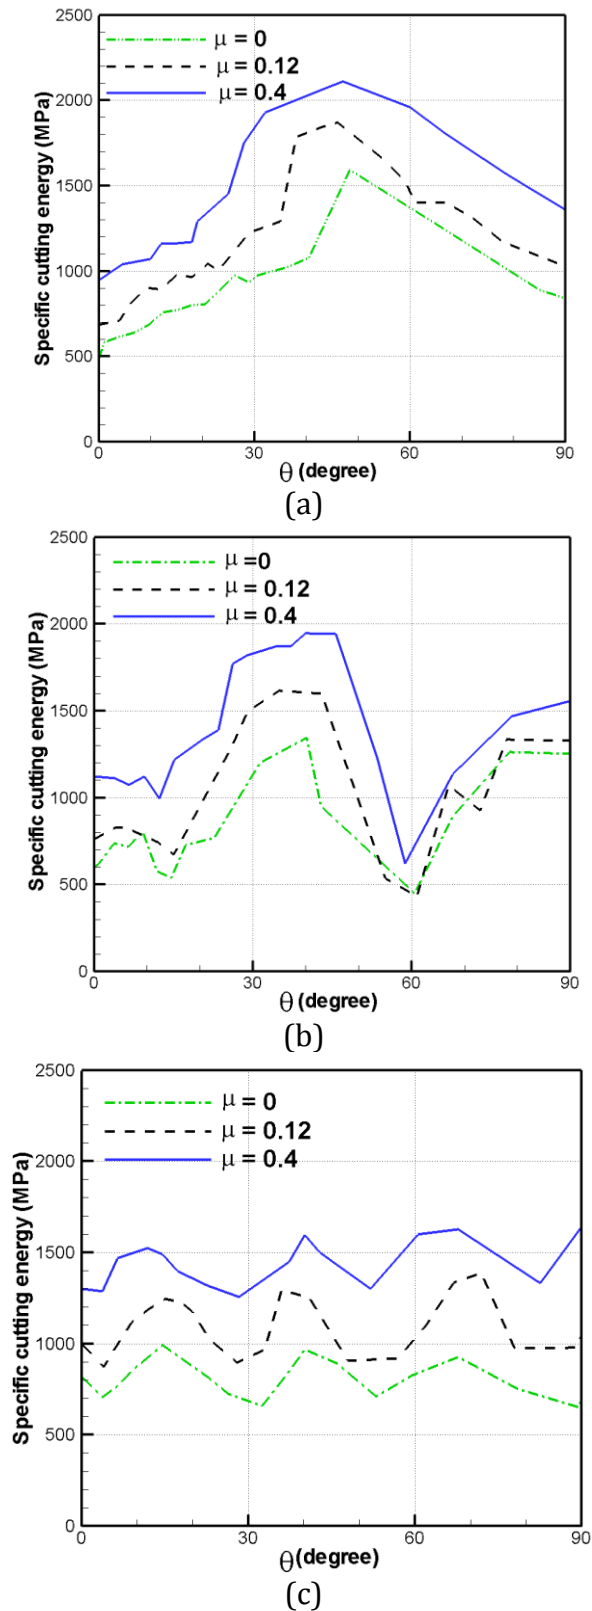 2500
2000
1500
1000
500
0
Specific cutting energy (MPa)
μ = 0
μ = 0.12
μ = 0.4
0 30 60 90
θ (degree)
(a)
2500
2000
1500
1000
500
0
Specific cutting energy (MPa)
μ =0
μ = 0.12
μ = 0.4
0 30 60 90
θ (degree)
(b)
2500
2000
1500
1000
500
0
Specific cutting energy (MPa)
μ = 0
μ = 0.12
μ = 0.4
0 30 60 90
θ(degree)
(c)